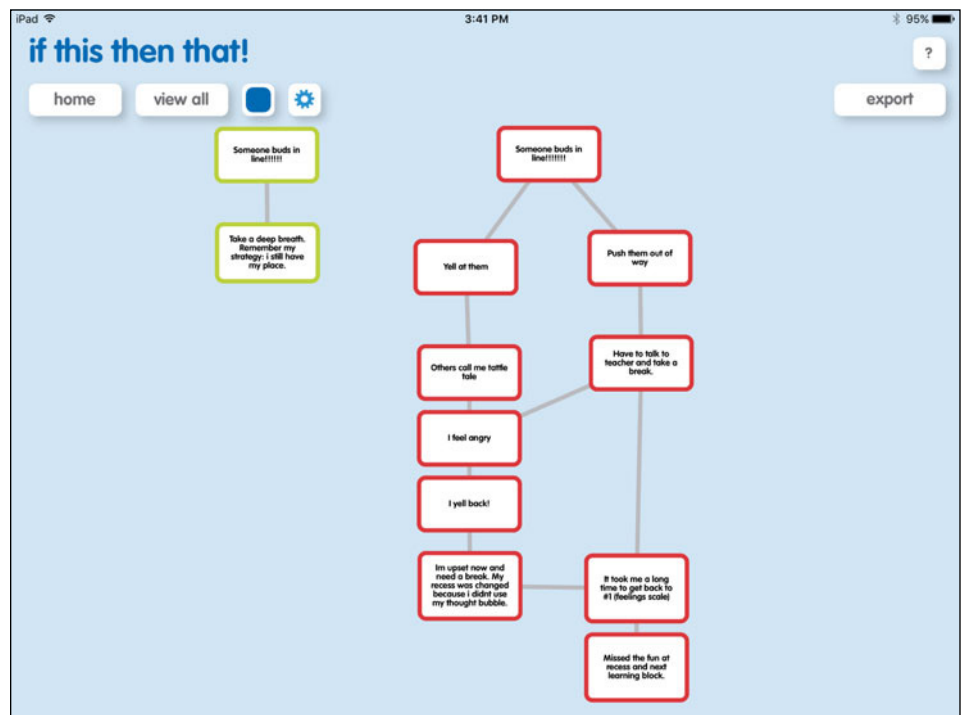 iPad
3:41 PM
95%
if this then that!
?
home
view all
export
Someone buds in
line!!!!!!
Take a deep breath.
Remember my
strategy: i still have
my place.
Someone buds in
line!!!!!!!
Yell at them
Push them out of
way
Others call me tattle
tale
Have to talk to
teacher and take a
break.
I feel angry
I yell back!
Im upset now and
need a break. My
recess was changed
because i didnt use
my thought bubble.
It took me a long
time to get back to
#1 (feelings scale)
Missed the fun at
recess and next
learning block.